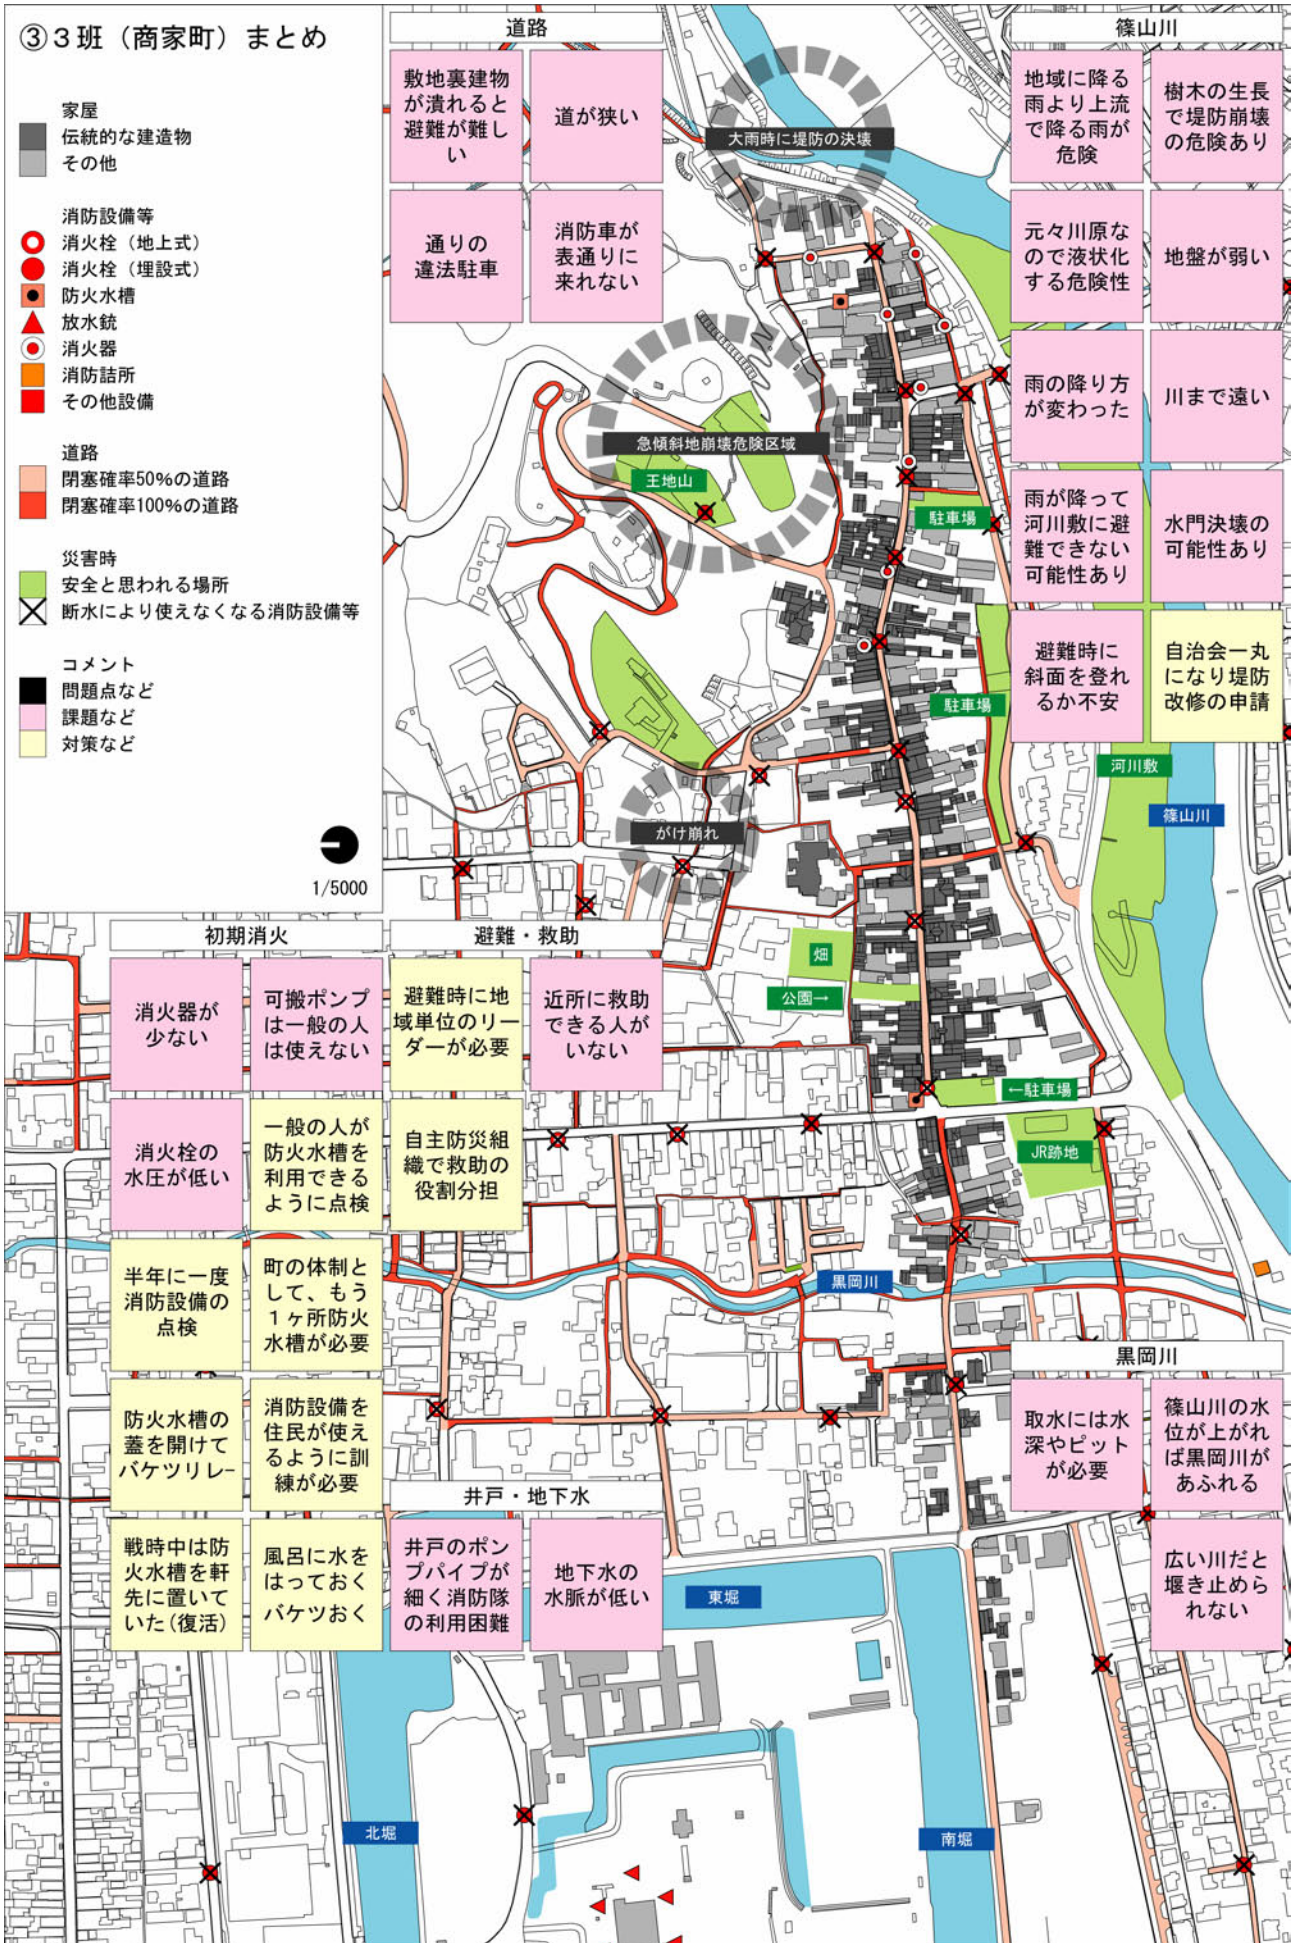 ③３班（商家町）まとめ
家屋
伝統的な建造物
その他
消防設備等
消火栓（地上式）
消火栓（埋設式）
防火水槽
放水銃
消火器
消防詰所
その他設備
道路
閉塞確率50%の道路
閉塞確率100%の道路
災害時
安全と思われる場所
断水により使えなくなる消防設備等
コメント
問題点など
課題など
対策など
1/5000
道路
敷地裏建物
が潰れると
避難が難し
い
道が狭い
通りの
違法駐車
消防車が
表通りに
来れない
篠山川
地域に降る
雨より上流
で降る雨が
危険
樹木の生長
で堤防崩壊
の危険あり
元々川原な
ので液状化
する危険性
地盤が弱い
雨の降り方
が変わった
川まで遠い
雨が降って
河川敷に避
難できない
可能性あり
水門決壊の
可能性あり
避難時に
斜面を登れ
るか不安
自治会一丸
になり堤防
改修の申請
大雨時に堤防の決壊
急傾斜地崩壊危険区域
王地山
駐車場
駐車場
河川敷
篠山川
がけ崩れ
畑
公園→
←駐車場
JR跡地
黒岡川
初期消火
消火器が
少ない
可搬ポンプ
は一般の人
は使えない
消火栓の
水圧が低い
一般の人が
防火水槽を
利用できる
ように点検
半年に一度
消防設備の
点検
町の体制と
して、もう
１ヶ所防火
水槽が必要
防火水槽の
蓋を開けて
バケツリレー
消防設備を
住民が使え
るように訓
練が必要
戦時中は防
火水槽を軒
先に置いて
いた(復活)
風呂に水を
はっておく
バケツおく
避難・救助
避難時に地
域単位のリー
ダーが必要
近所に救助
できる人が
いない
自主防災組
織で救助の
役割分担
井戸・地下水
井戸のポン
プパイプが
細く消防隊
の利用困難
地下水の
水脈が低い
黒岡川
取水には水
深やピット
が必要
篠山川の水
位が上がれ
ば黒岡川が
あふれる
広い川だと
堰き止めら
れない
東堀
北堀
南堀